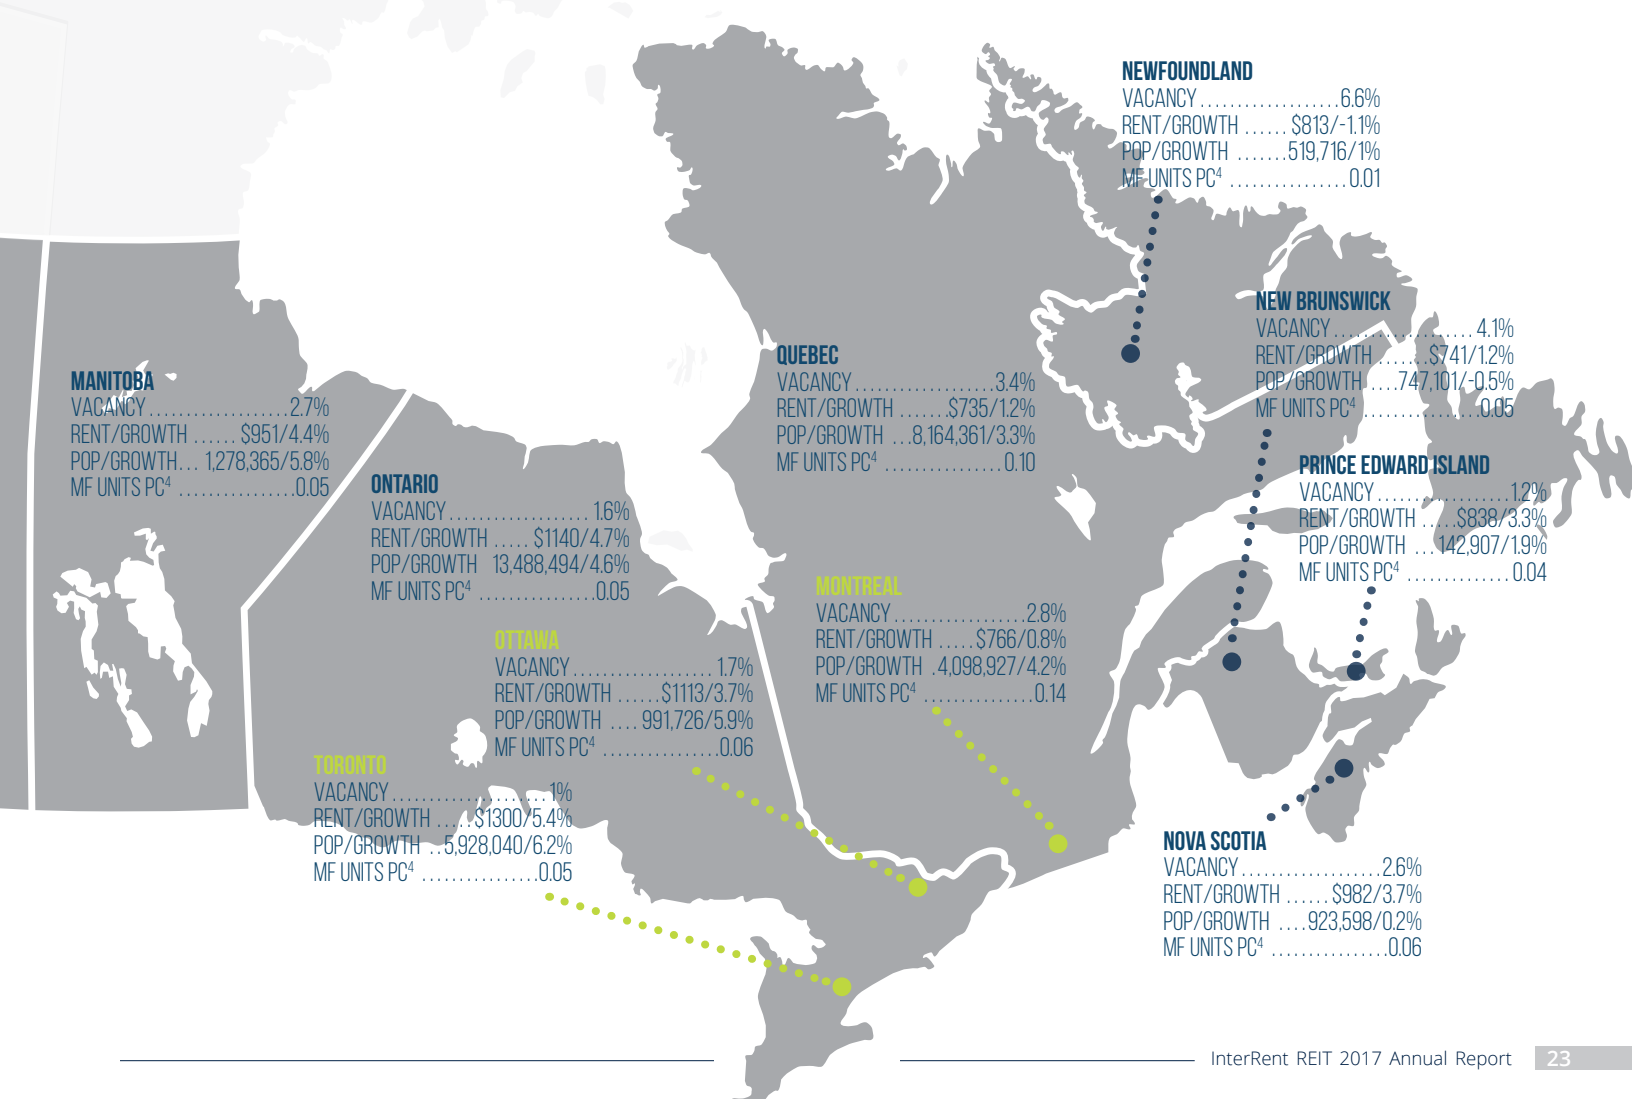 NEWFOUNDLAND
VACANCY...................6.6%
RENT/GROWTH ...... $813/-1.1%
POP/GROWTH .......519,716/1%
MF UNITS PC⁴ ................0.01
NEW BRUNSWICK
VACANCY...................4.1%
RENT/GROWTH .......$741/1.2%
POP/GROWTH ....747,101/-0.5%
MF UNITS PC⁴ ................0.05
QUEBEC
VACANCY...................3.4%
RENT/GROWTH .......$735/1.2%
POP/GROWTH ...8,164,361/3.3%
MF UNITS PC⁴ ................0.10
MANITOBA
VACANCY...................2.7%
RENT/GROWTH ...... $951/4.4%
POP/GROWTH... 1,278,365/5.8%
MF UNITS PC⁴ ................0.05
PRINCE EDWARD ISLAND
VACANCY..................1.2%
RENT/GROWTH .....$838/3.3%
POP/GROWTH ... 142,907/1.9%
MF UNITS PC⁴ ..............0.04
ONTARIO
VACANCY................... 1.6%
RENT/GROWTH ..... $1140/4.7%
POP/GROWTH 13,488,494/4.6%
MF UNITS PC⁴ ................0.05
MONTREAL
VACANCY..................2.8%
RENT/GROWTH .....$766/0.8%
POP/GROWTH .4,098,927/4.2%
MF UNITS PC⁴ ...............0.14
OTTAWA
VACANCY................... 1.7%
RENT/GROWTH ......$1113/3.7%
POP/GROWTH ....991,726/5.9%
MF UNITS PC⁴ ................0.06
TORONTO
VACANCY.....................1%
RENT/GROWTH .....$1300/5.4%
POP/GROWTH ..5,928,040/6.2%
MF UNITS PC⁴ ................0.05
NOVA SCOTIA
VACANCY...................2.6%
RENT/GROWTH ......$982/3.7%
POP/GROWTH ....923,598/0.2%
MF UNITS PC⁴ ................0.06
InterRent REIT 2017 Annual Report 23